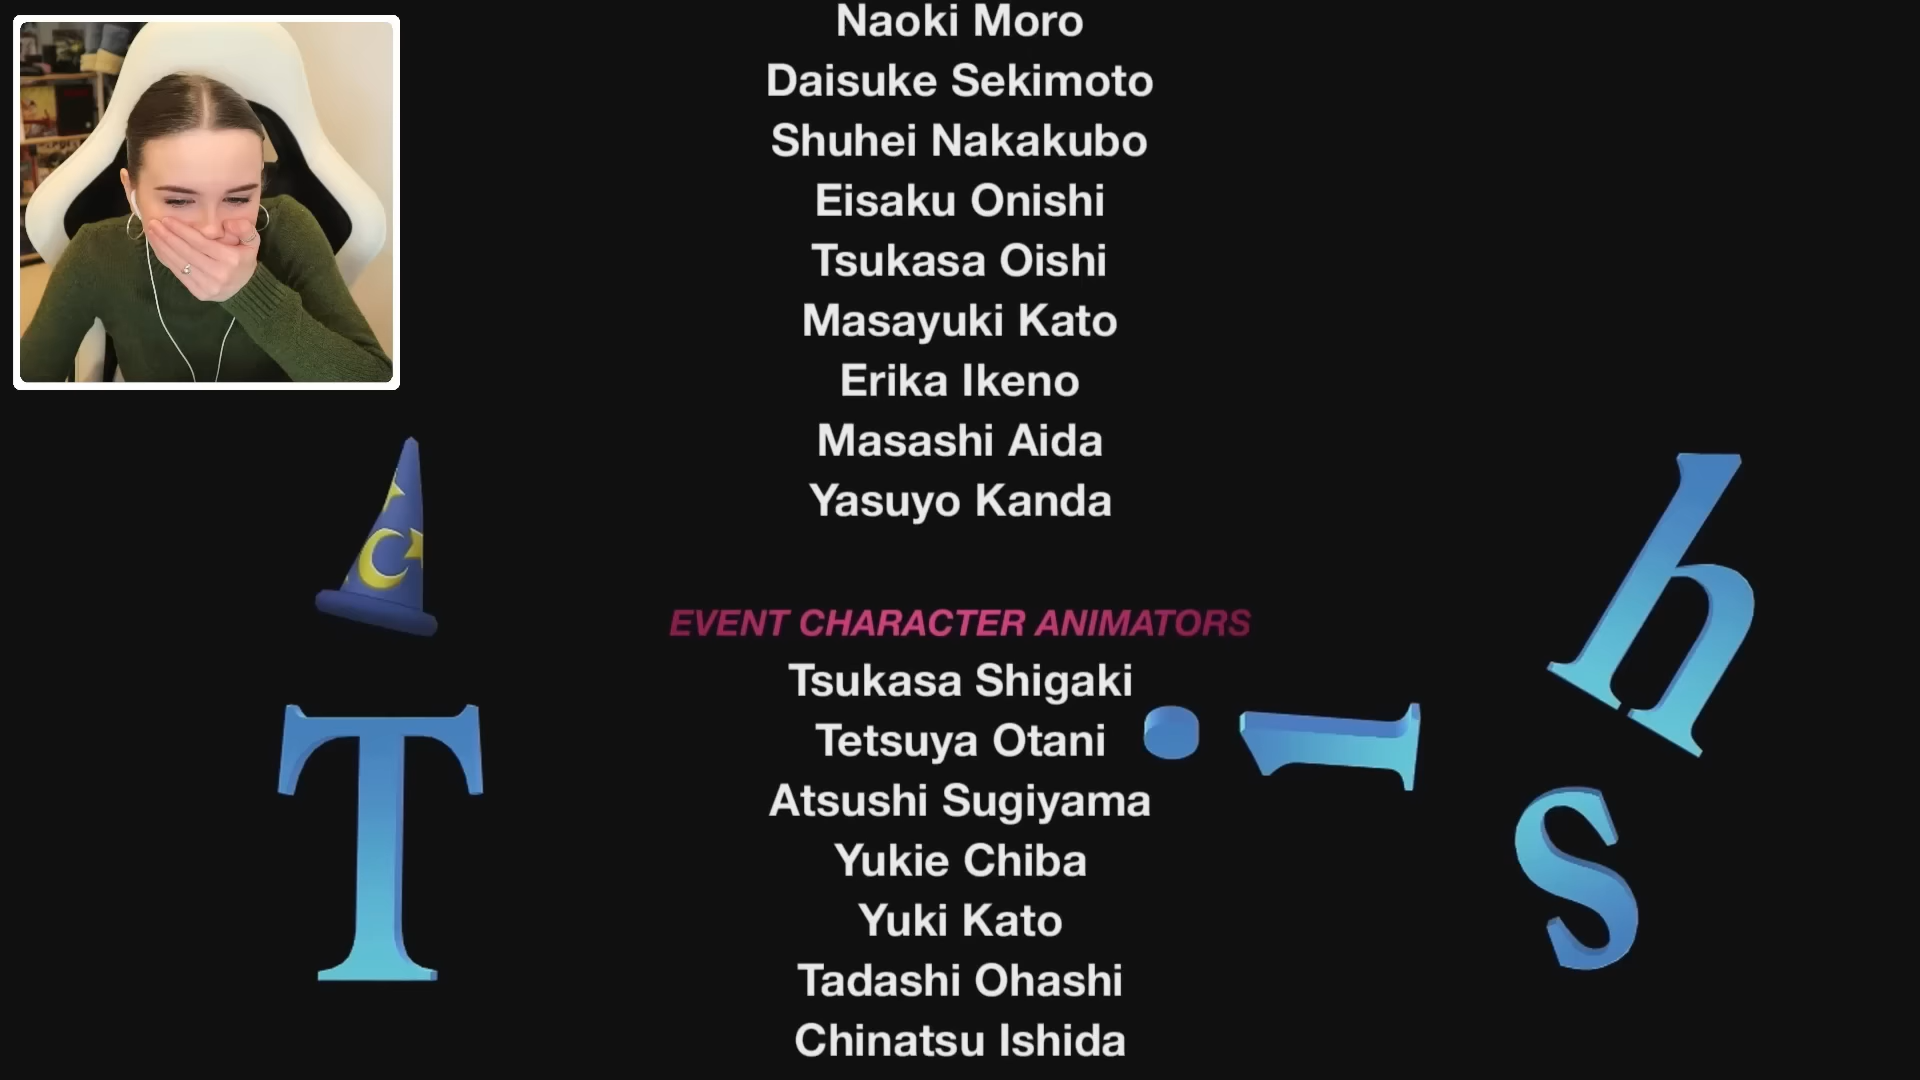 Naoki Moro
Daisuke Sekimoto
Shuhei Nakakubo
Eisaku Onishi
Tsukasa Oishi
Masayuki Kato
Erika Ikeno
Masashi Aida
Yasuyo Kanda
EVENT CHARACTER ANIMATORS
Tsukasa Shigaki
Tetsuya Otani
Atsushi Sugiyama
Yukie Chiba
Yuki Kato
Tadashi Ohashi
Chinatsu Ishida
T
h
i
s